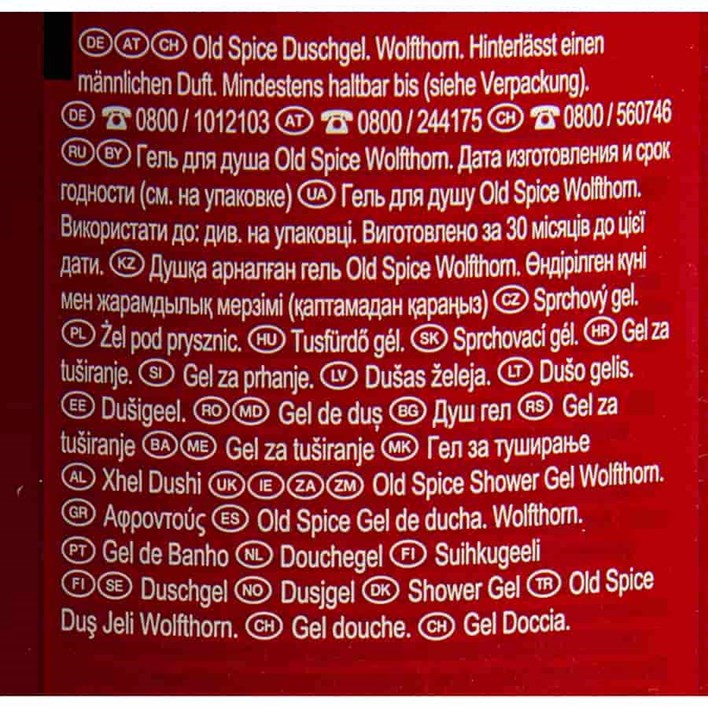 DE AT CH Old Spice Duschgel. Wolfthorn. Hinterlässt einen
männlichen Duft. Mindestens haltbar bis (siehe Verpackung).
DE ☎ 0800 / 1012103 AT ☎ 0800 / 244175 CH ☎ 0800 / 560746
RU BY Гель для душа Old Spice Wolfthorn. Дата изготовления и срок
годности (см. на упаковке) UA Гель для душу Old Spice Wolfthorn.
Використати до: див. на упаковці. Виготовлено за 30 місяців до цієї
дати. KZ Душқа арналған гель Old Spice Wolfthorn. Өндірілген күні
мен жарамдылық мерзімі (қаптамадан қараңыз) CZ Sprchový gel.
PL Żel pod prysznic. HU Tusfürdő gél. SK Sprchovací gél. HR Gel za
tuširanje. SI Gel za prhanje. LV Dušas želeja. LT Dušo gelis.
EE Dušigeel. RO MD Gel de duș BG Душ гел RS Gel za
tuširanje BA ME Gel za tuširanje MK Гел за туширање
AL Xhel Dushi UK IE ZA ZM Old Spice Shower Gel Wolfthorn.
GR Αφροντούς ES Old Spice Gel de ducha. Wolfthorn.
PT Gel de Banho NL Douchegel FI Suihkugeeli
FI SE Duschgel NO Dusjgel DK Shower Gel TR Old Spice
Duş Jeli Wolfthorn. CH Gel douche. CH Gel Doccia.